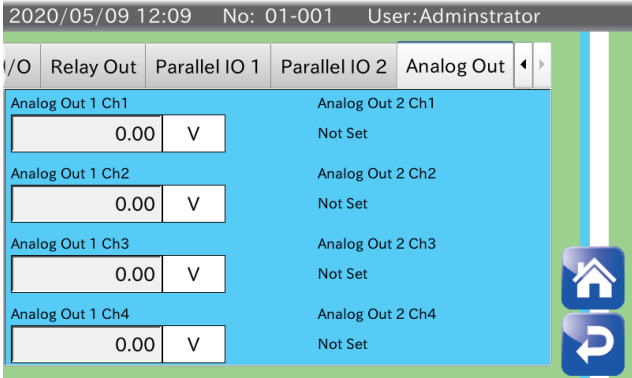 2020/05/09 12:09 No: 01-001 User:Adminstrator
I/O Relay Out Parallel IO 1 Parallel IO 2 Analog Out
Analog Out 1 Ch1 Analog Out 2 Ch1
0.00 V Not Set
Analog Out 1 Ch2 Analog Out 2 Ch2
0.00 V Not Set
Analog Out 1 Ch3 Analog Out 2 Ch3
0.00 V Not Set
Analog Out 1 Ch4 Analog Out 2 Ch4
0.00 V Not Set